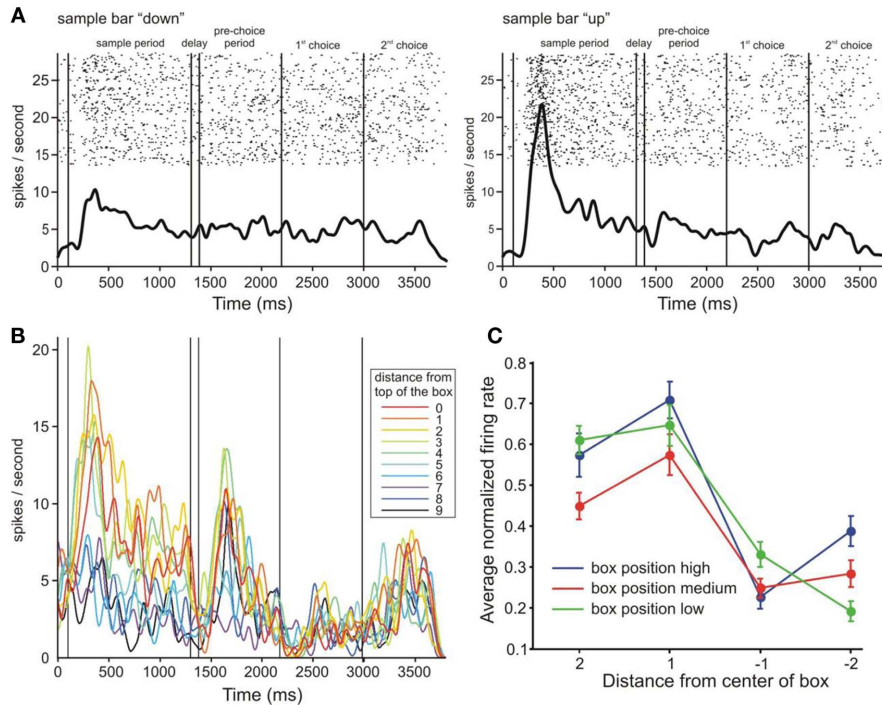 A
sample bar “down”
sample period
delay
pre-choice
period
1st choice
2nd choice
spikes / second
25
20
15
10
5
0
0 500 1000 1500 2000 2500 3000 3500
Time (ms)
sample bar “up”
sample period
delay
pre-choice
period
1st choice
2nd choice
spikes / second
25
20
15
10
5
0
0 500 1000 1500 2000 2500 3000 3500
Time (ms)
B
spikes / second
20
15
10
5
0
0 500 1000 1500 2000 2500 3000 3500
Time (ms)
distance from
top of the box
0
1
2
3
4
5
6
7
8
9
C
Average normalized firing rate
0.8
0.7
0.6
0.5
0.4
0.3
0.2
0.1
box position high
box position medium
box position low
2 1 -1 -2
Distance from center of box